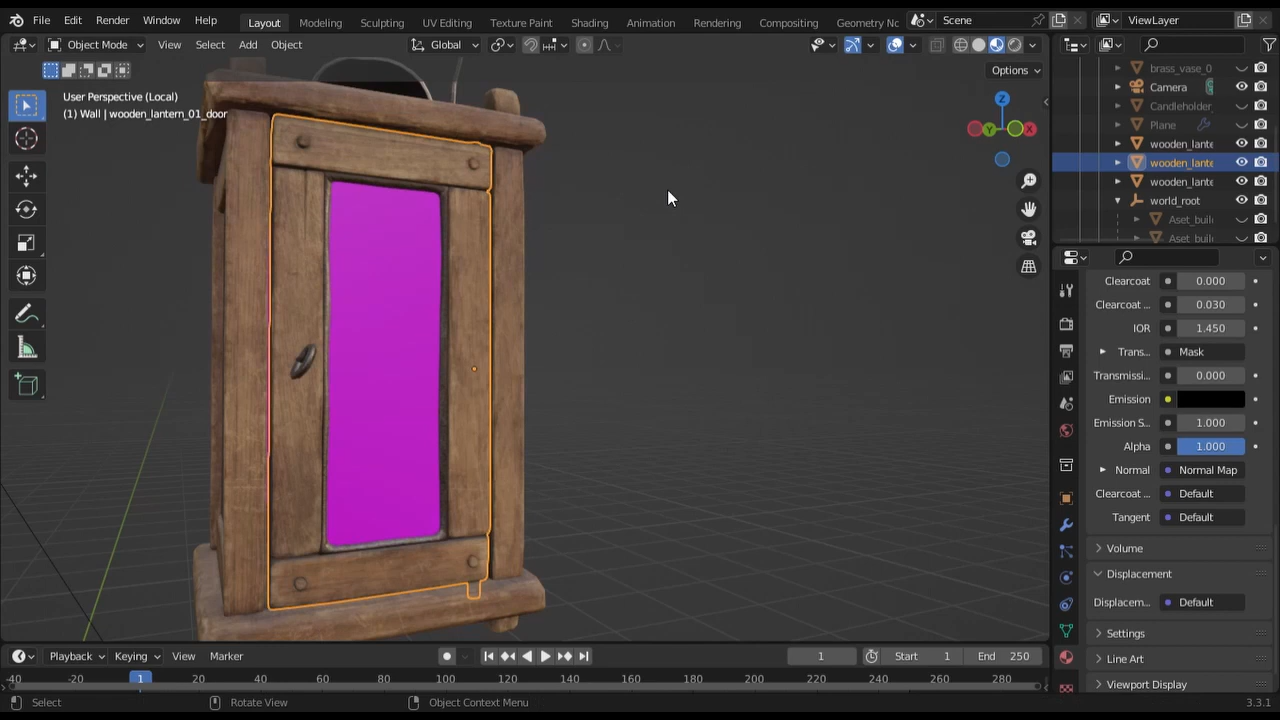 File Edit Render Window Help Layout Modeling Sculpting UV Editing Texture Paint Shading Animation Rendering Compositing Geometry Nc Scene ViewLayer
Object Mode View Select Add Object Global
Options
User Perspective (Local)
(1) Wall | wooden_lantern_01_door
Z
Y
X
brass_vase_0
Camera
Candleholder
Plane
wooden_lante
wooden_lante
wooden_lante
world_root
Aset_buil
Aset_buil
Clearcoat 0.000
Clearcoat ... 0.030
IOR 1.450
Trans... Mask
Transmissi... 0.000
Emission
Emission S... 1.000
Alpha 1.000
Normal Normal Map
Clearcoat ... Default
Tangent Default
Volume
Displacement
Displacem... Default
Settings
Line Art
Viewport Display
Playback Keying View Marker 1 Start 1 End 250
-40 -20 1 20 40 60 80 100 120 140 160 180 200 220 240 260 280
Select Rotate View Object Context Menu 3.3.1